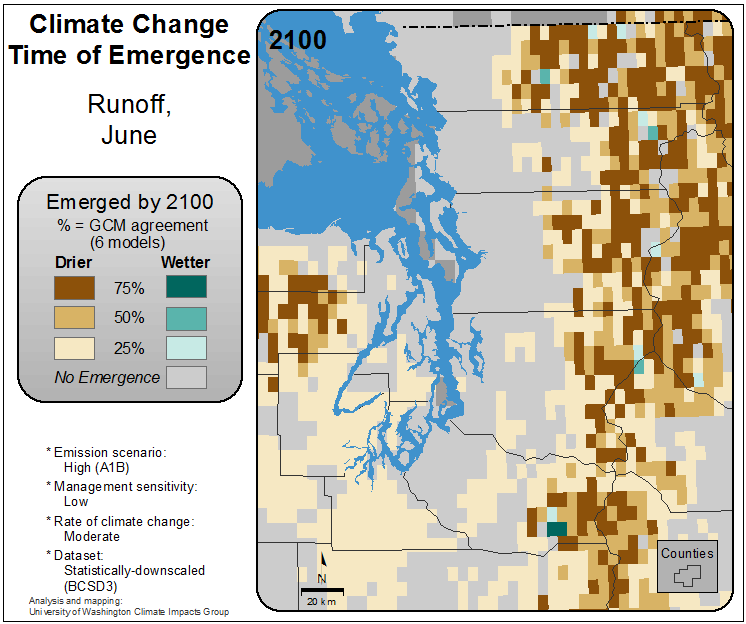 Climate Change
Time of Emergence
Runoff,
June
Emerged by 2100
% = GCM agreement
(6 models)
Drier Wetter
75%
50%
25%
No Emergence
* Emission scenario:
High (A1B)
* Management sensitivity:
Low
* Rate of climate change:
Moderate
* Dataset:
Statistically-downscaled
(BCSD3)
Analysis and mapping:
University of Washington Climate Impacts Group
2100
N
20 km
Counties